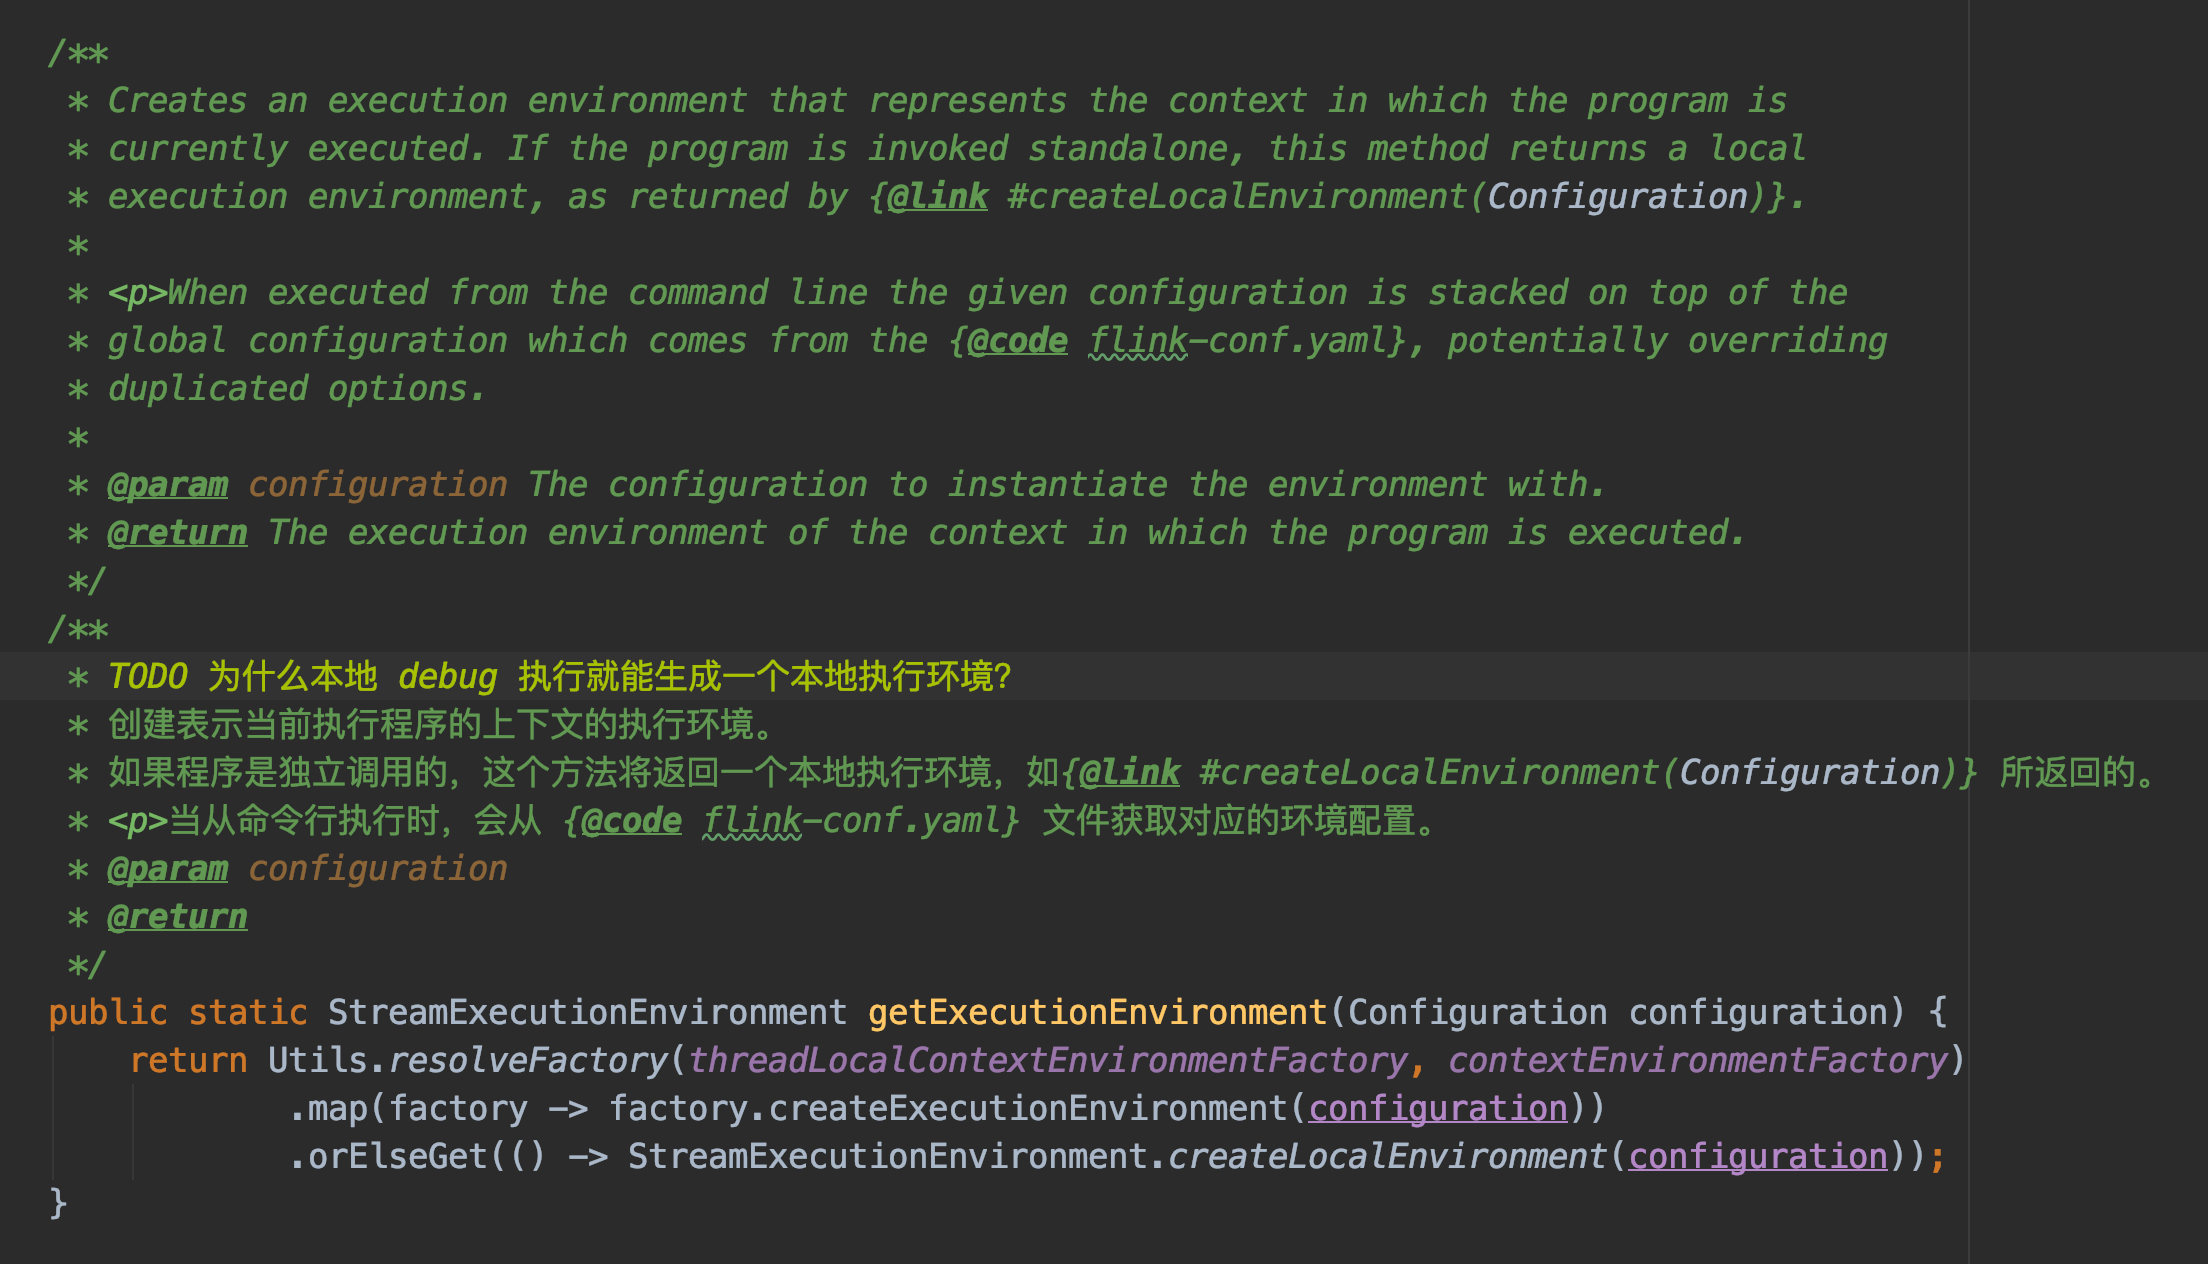 /**
 * Creates an execution environment that represents the context in which the program is
 * currently executed. If the program is invoked standalone, this method returns a local
 * execution environment, as returned by {@link #createLocalEnvironment(Configuration)}.
 *
 * <p>When executed from the command line the given configuration is stacked on top of the
 * global configuration which comes from the {@code flink-conf.yaml}, potentially overriding
 * duplicated options.
 *
 * @param configuration The configuration to instantiate the environment with.
 * @return The execution environment of the context in which the program is executed.
 */
/**
 * TODO 为什么本地 debug 执行就能生成一个本地执行环境?
 * 创建表示当前执行程序的上下文的执行环境。
 * 如果程序是独立调用的，这个方法将返回一个本地执行环境，如{@link #createLocalEnvironment(Configuration)} 所返回的。
 * <p>当从命令行执行时，会从 {@code flink-conf.yaml} 文件获取对应的环境配置。
 * @param configuration
 * @return
 */
public static StreamExecutionEnvironment getExecutionEnvironment(Configuration configuration) {
    return Utils.resolveFactory(threadLocalContextEnvironmentFactory, contextEnvironmentFactory)
            .map(factory -> factory.createExecutionEnvironment(configuration))
            .orElseGet(() -> StreamExecutionEnvironment.createLocalEnvironment(configuration));
}